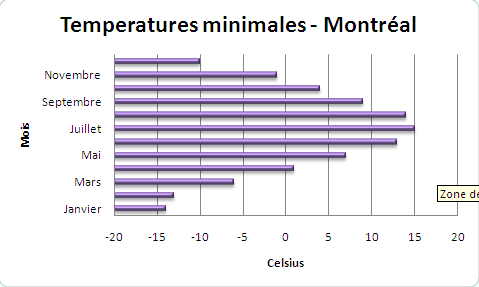 Temperatures minimales - Montréal
Novembre
Septembre
Juillet
Mai
Mars
Janvier
Mois
-20 -15 -10 -5 0 5 10 15 20
Celsius
Zone de